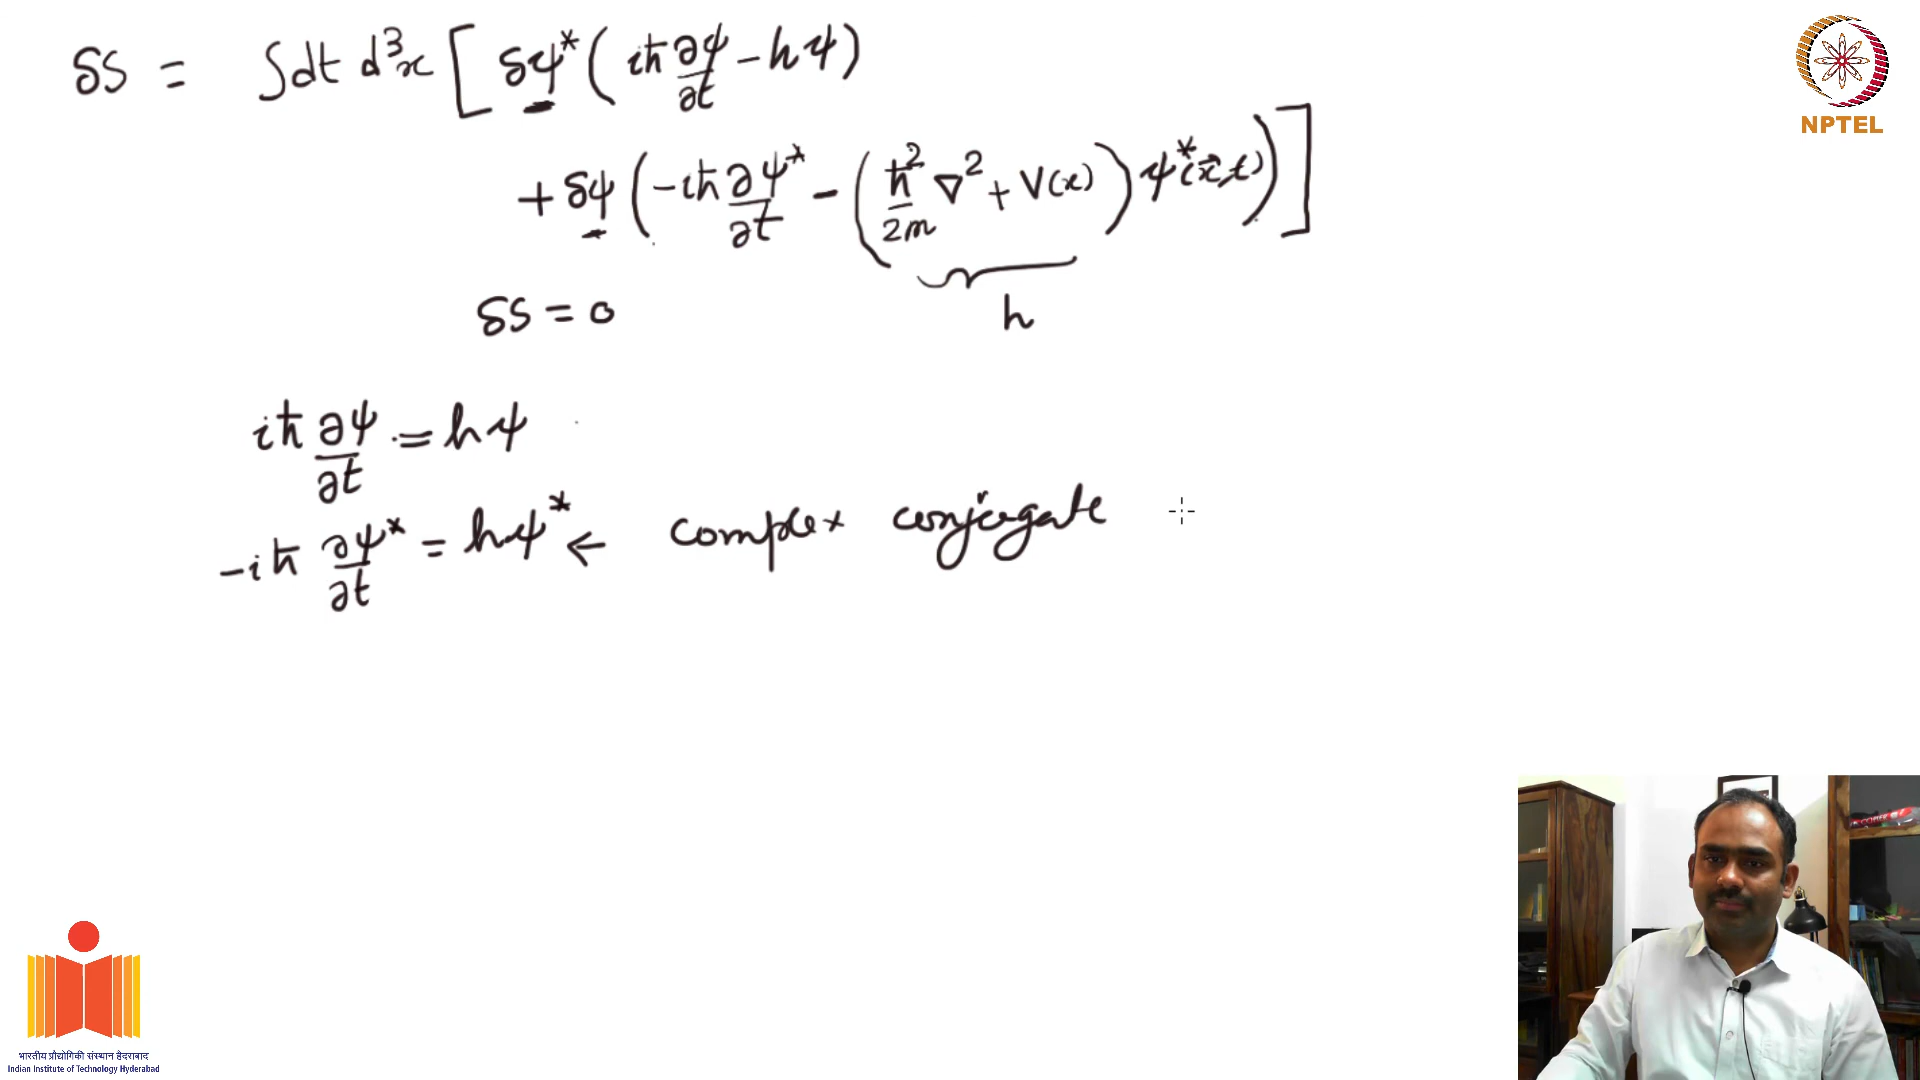 δS = ∫dt d³x [ δψ* ( iħ ∂ψ/∂t − hψ )
+ δψ ( −iħ ∂ψ*/∂t − ( ħ²/2m ∇² + V(x) ) ψ*(x⃗,t) ) ]
h
δS = 0
iħ ∂ψ/∂t = hψ
−iħ ∂ψ*/∂t = hψ* ← complex conjugate
NPTEL
भारतीय प्रौद्योगिकी संस्थान हैदराबाद
Indian Institute of Technology Hyderabad